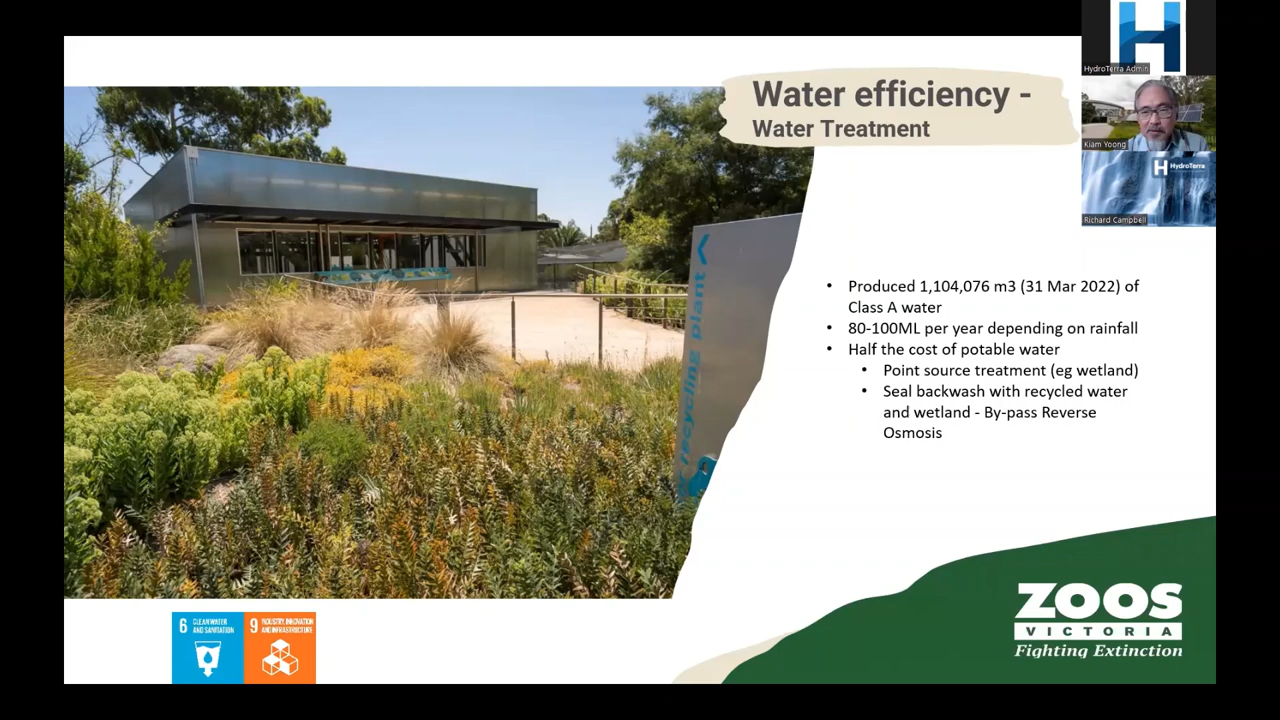 Water efficiency -
Water Treatment
HydroTerra Admin
Kiam Yoong
HydroTerra
Richard Campbell
recycling plant
• Produced 1,104,076 m3 (31 Mar 2022) of
Class A water
• 80-100ML per year depending on rainfall
• Half the cost of potable water
• Point source treatment (eg wetland)
• Seal backwash with recycled water
and wetland - By-pass Reverse
Osmosis
6 CLEAN WATER
AND SANITATION
9 INDUSTRY, INNOVATION
AND INFRASTRUCTURE
ZOOS
VICTORIA
Fighting Extinction